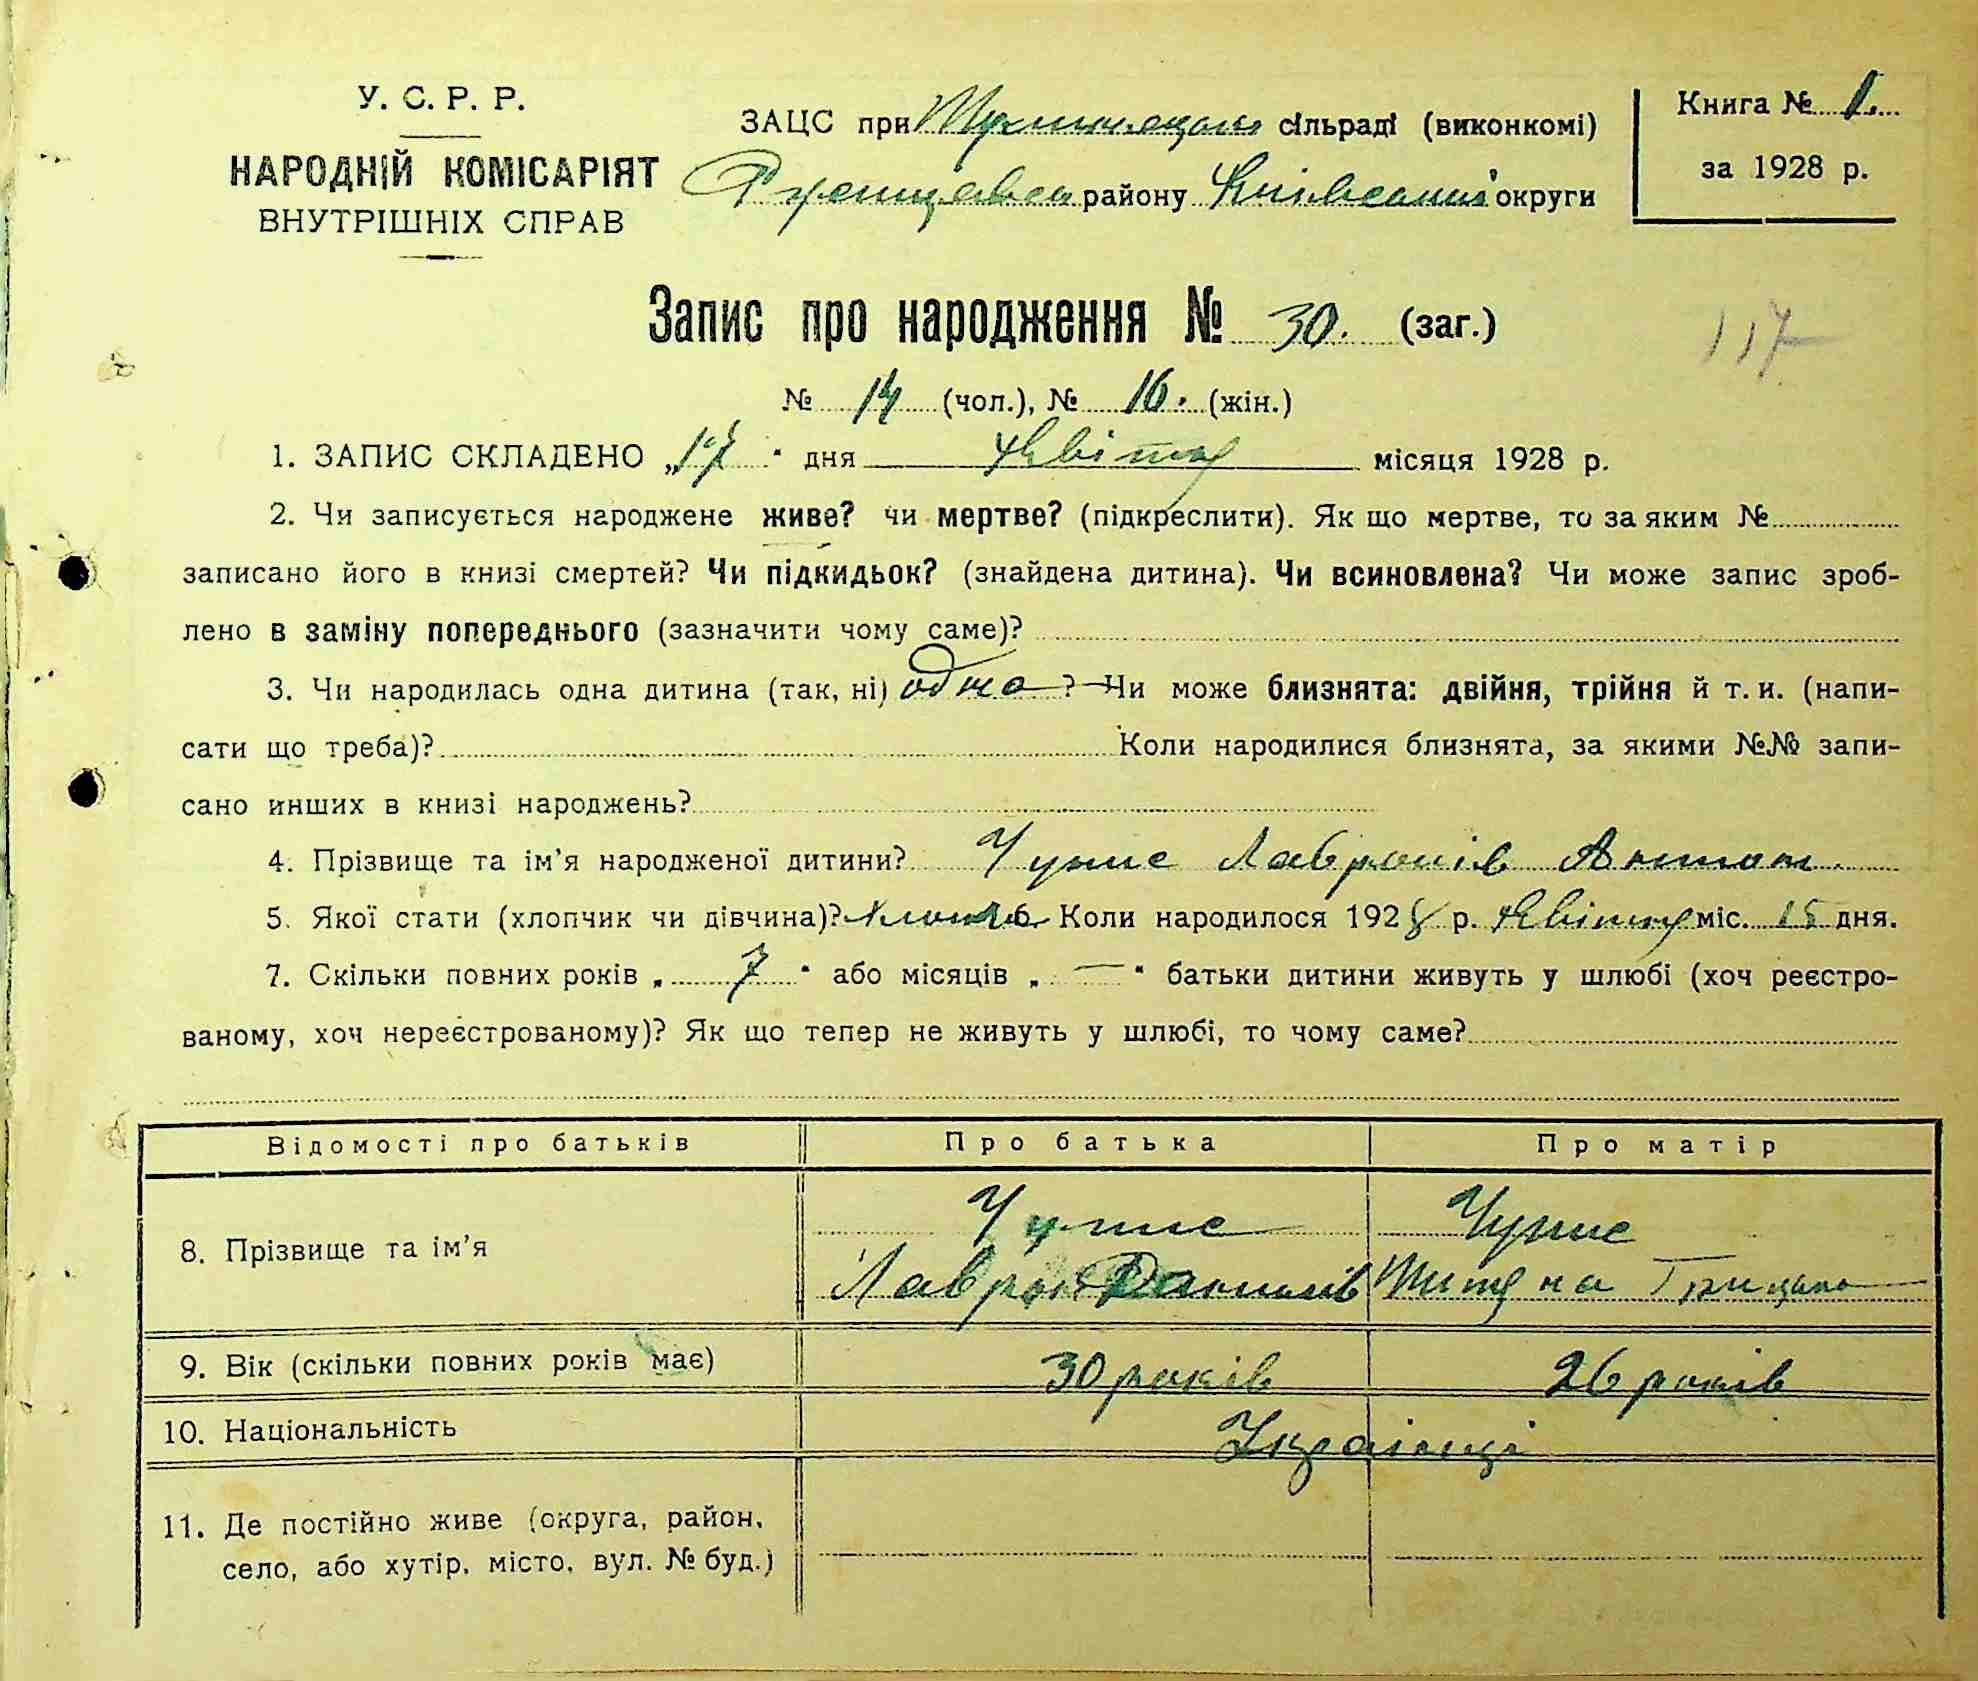 У. С. Р. Р.
НАРОДНІЙ КОМІСАРІЯТ
ВНУТРІШНІХ СПРАВ
ЗАЦС при сільраді (виконкомі)
району Київської округи
Книга № 1.
за 1928 р.
Запис про народження № 30. (заг.)
117
№ 14 (чол.), № 16. (жін.)
1. ЗАПИС СКЛАДЕНО „17" дня Квітня місяця 1928 р.
2. Чи записується народжене живе? чи мертве? (підкреслити). Як що мертве, то за яким №
записано його в книзі смертей? Чи підкидьок? (знайдена дитина). Чи всиновлена? Чи може запис зроб-
лено в заміну попереднього (зазначити чому саме)?
3. Чи народилась одна дитина (так, ні) одна ? Чи може близнята: двійня, трійня й т. и. (напи-
сати що треба)? Коли народилися близнята, за якими №№ запи-
сано инших в книзі народжень?
4. Прізвище та ім'я народженої дитини? Чупис Лавронів Антон
5. Якої стати (хлопчик чи дівчина)? 6. Коли народилося 1928 р. Квітня міс. 15 дня.
7. Скільки повних років „ 7 " або місяців „ — " батьки дитини живуть у шлюбі (хоч реєстро-
ваному, хоч нереєстрованому)? Як що тепер не живуть у шлюбі, то чому саме?
Відомості про батьків Про батька Про матір
8. Прізвище та ім'я
Чупис Чупис
Лаврон Данилів
9. Вік (скільки повних років має) 30 років 26 років
10. Національність Українці
11. Де постійно живе (округа, район,
село, або хутір, місто, вул. № буд.)